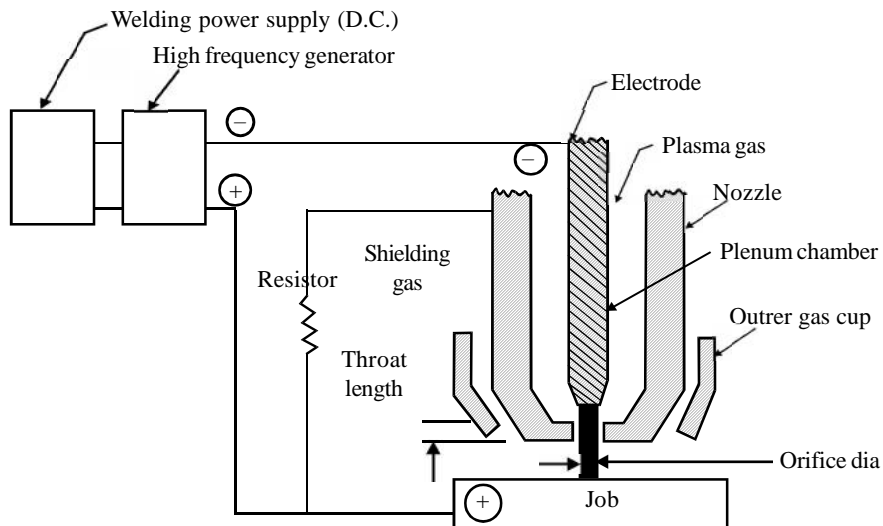 Welding power supply (D.C.)
High frequency generator
Electrode
Plasma gas
Nozzle
Shielding
gas
Resistor
Plenum chamber
Outrer gas cup
Throat
length
Orifice dia
Job
−
−
+
+